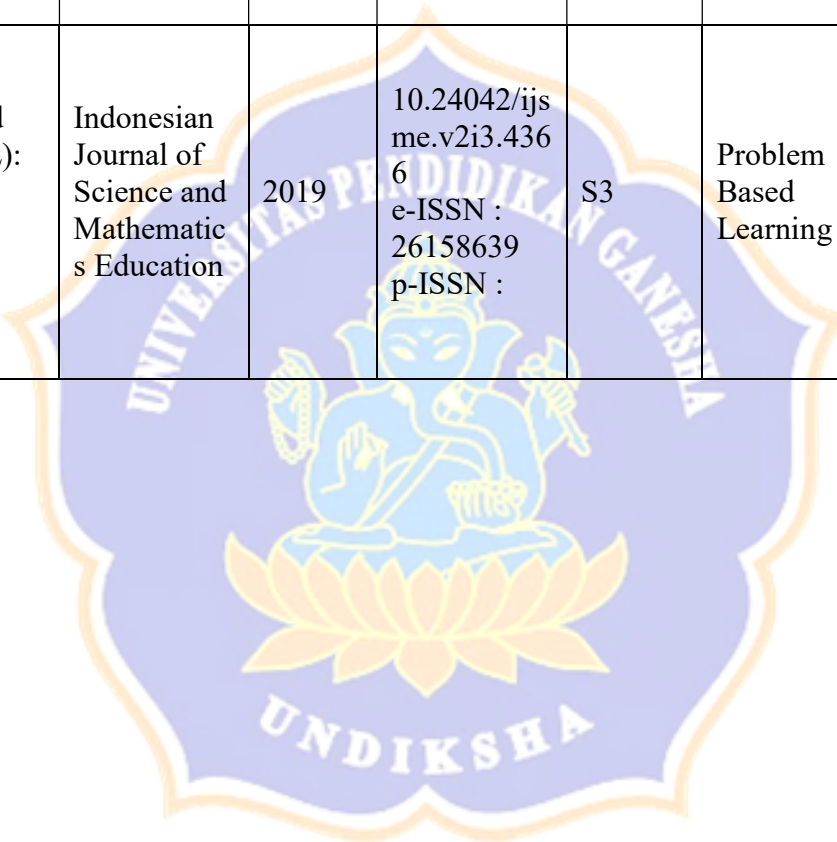 ):
Indonesian
Journal of
Science and
Mathematic
s Education
2019
10.24042/ijs
me.v2i3.436
6
e-ISSN :
26158639
p-ISSN :
S3
Problem
Based
Learning
UNIVERSITAS PENDIDIKAN GANESHA
UNDIKSHA